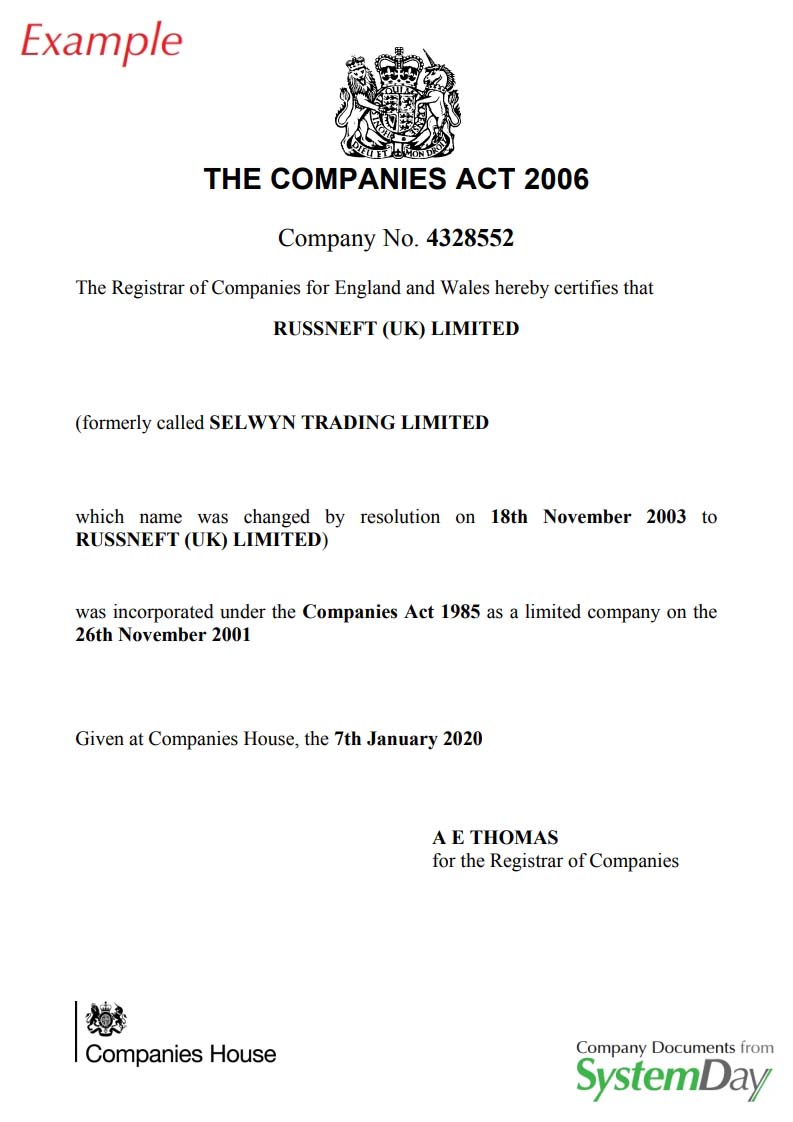 Example
DIEU ET MON DROIT
THE COMPANIES ACT 2006
Company No. 4328552
The Registrar of Companies for England and Wales hereby certifies that
RUSSNEFT (UK) LIMITED
(formerly called SELWYN TRADING LIMITED
which name was changed by resolution on 18th November 2003 to
RUSSNEFT (UK) LIMITED)
was incorporated under the Companies Act 1985 as a limited company on the
26th November 2001
Given at Companies House, the 7th January 2020
A E THOMAS
for the Registrar of Companies
Companies House
Company Documents from
SystemDay